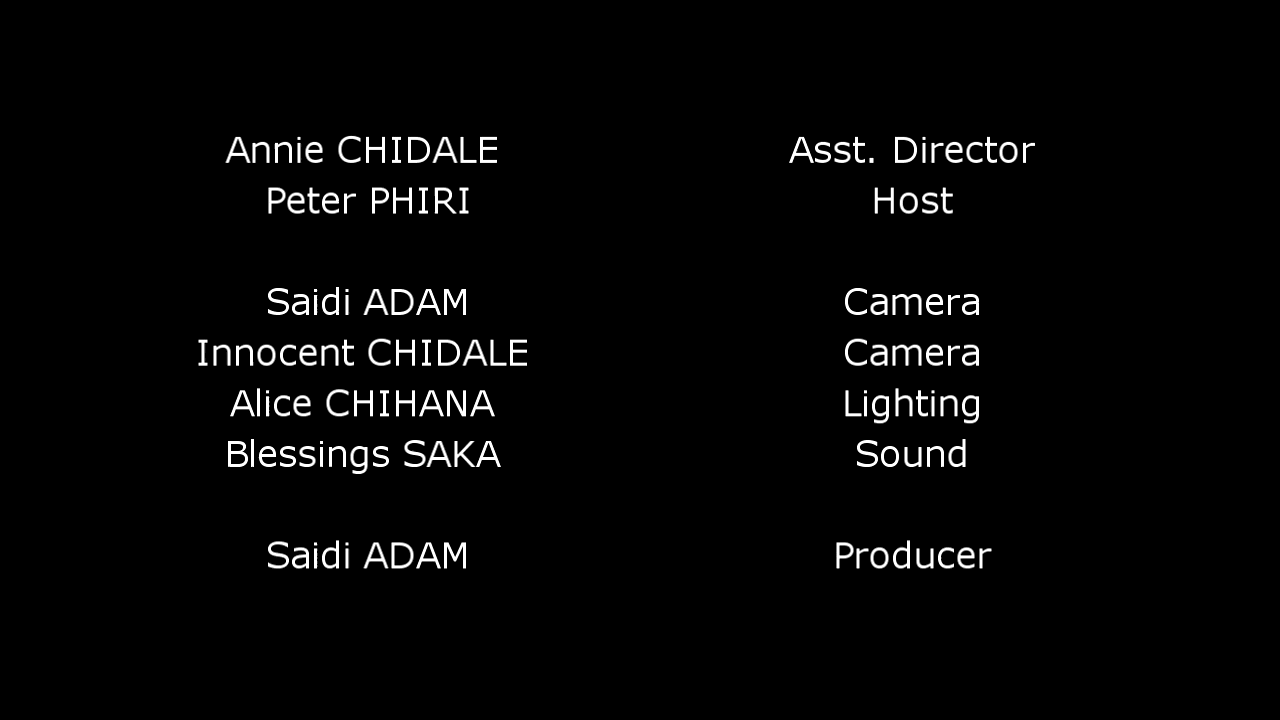 Annie CHIDALE Asst. Director
Peter PHIRI Host
Saidi ADAM Camera
Innocent CHIDALE Camera
Alice CHIHANA Lighting
Blessings SAKA Sound
Saidi ADAM Producer